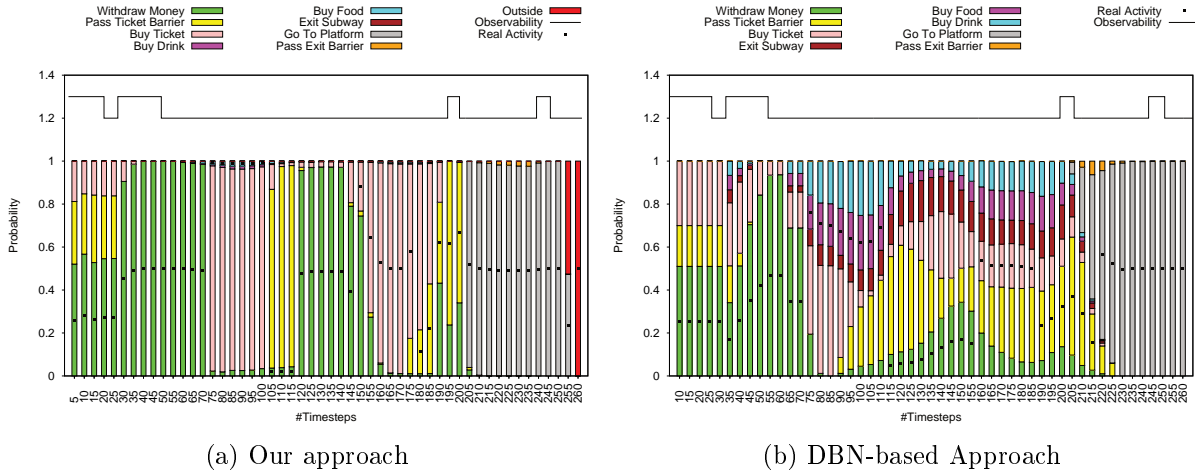 Withdraw Money
Pass Ticket Barrier
Buy Ticket
Buy Drink
Buy Food
Exit Subway
Go To Platform
Pass Exit Barrier
Outside
Real Activity
Observability
1.4
1.2
1
0.8
0.6
0.4
0.2
0
Probability
5 10 15 20 25 30 35 40 45 50 55 60 65 70 75 80 85 90 95 100 105 110 115 120 125 130 135 140 145 150 155 160 165 170 175 180 185 190 195 200 205 210 215 220 225 230 235 240 245 250 255 260
#Timesteps
(a) Our approach
Withdraw Money
Pass Ticket Barrier
Buy Ticket
Exit Subway
Buy Food
Buy Drink
Go To Platform
Pass Exit Barrier
Real Activity
Observability
1.4
1.2
1
0.8
0.6
0.4
0.2
0
Probability
10 15 20 25 30 35 40 45 50 55 60 65 70 75 80 85 90 95 100 105 110 115 120 125 130 135 140 145 150 155 160 165 170 175 180 185 190 195 200 205 210 215 220 225 230 235 240 245 250 255 260
#Timesteps
(b) DBN-based Approach